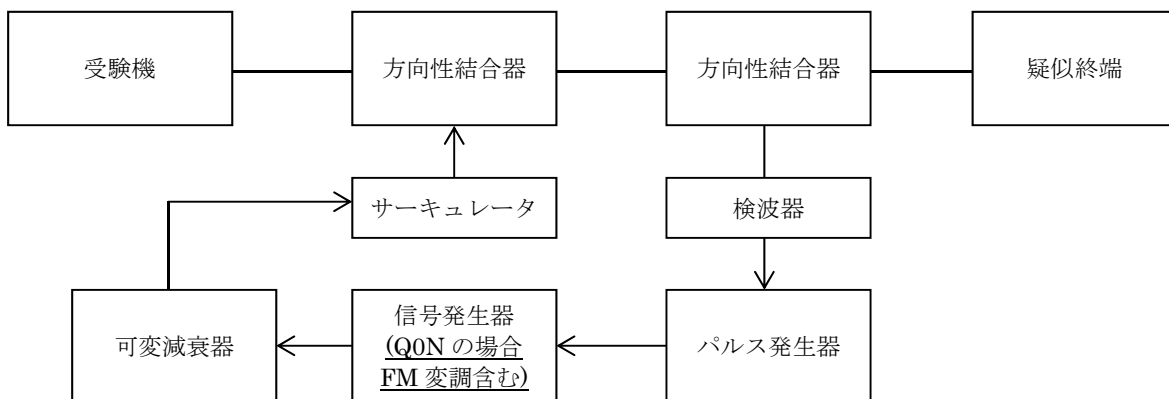 受験機
方向性結合器
方向性結合器
疑似終端
サーキュレータ
検波器
可変減衰器
信号発生器
(Q0N の場合
FM 変調含む)
パルス発生器